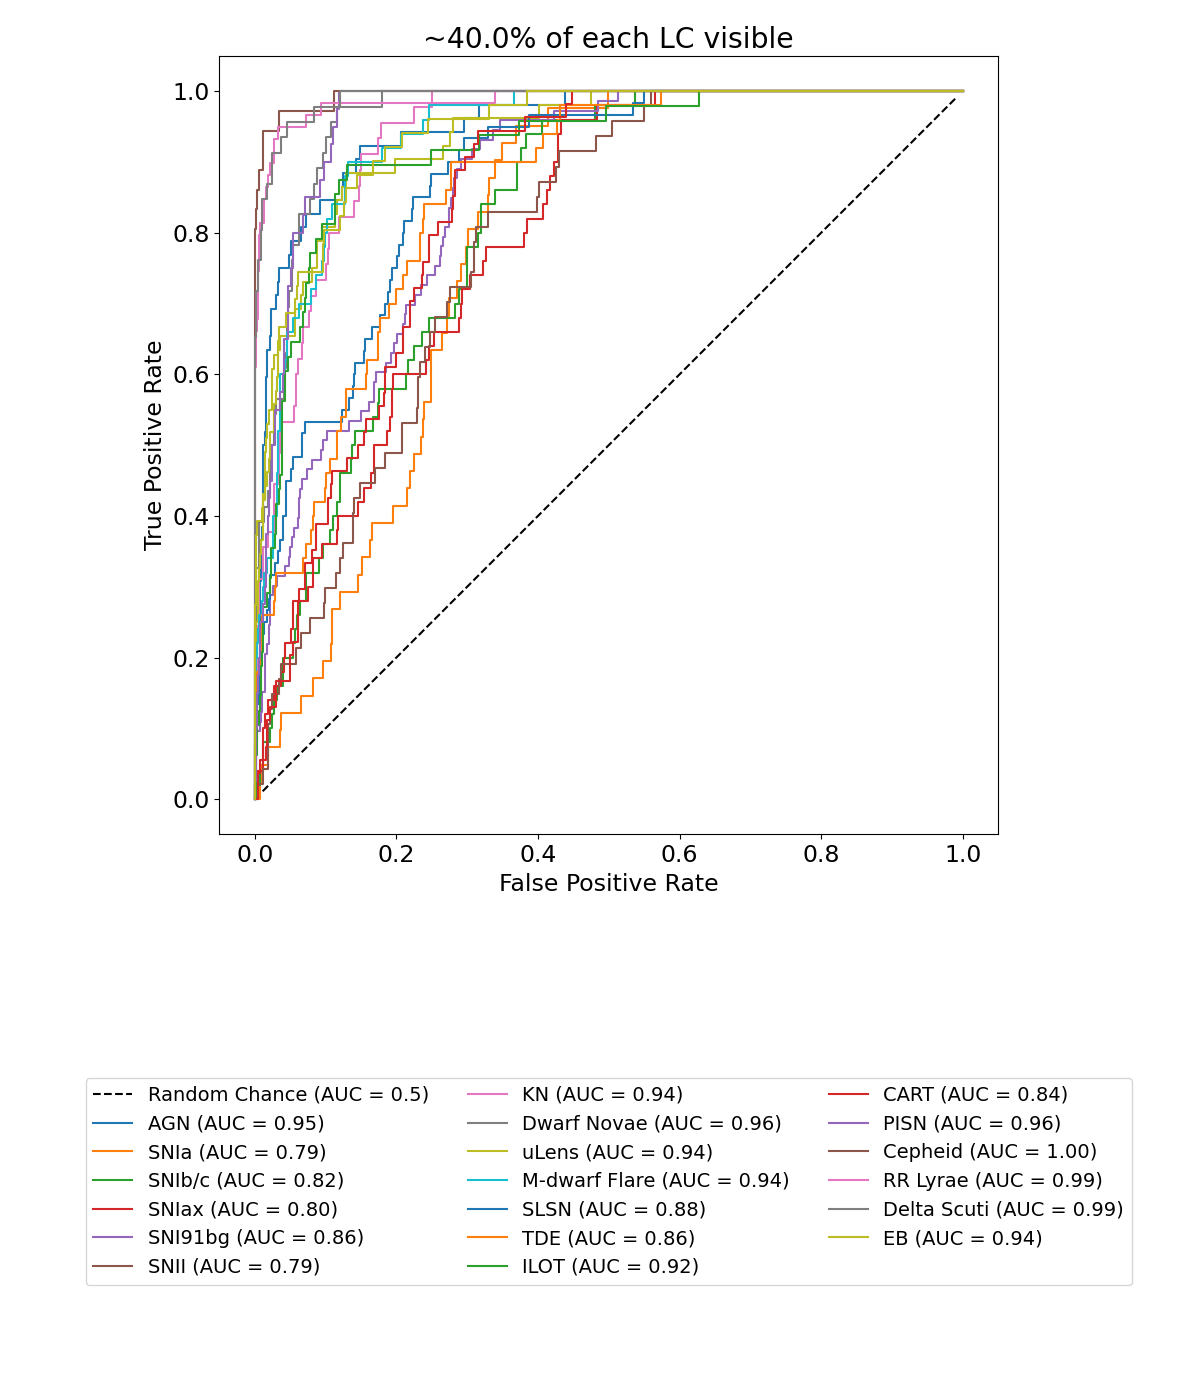 ~40.0% of each LC visible
1.0
0.8
0.6
0.4
0.2
0.0
True Positive Rate
0.0 0.2 0.4 0.6 0.8 1.0
False Positive Rate
Random Chance (AUC = 0.5)
AGN (AUC = 0.95)
SNIa (AUC = 0.79)
SNIb/c (AUC = 0.82)
SNIax (AUC = 0.80)
SNI91bg (AUC = 0.86)
SNII (AUC = 0.79)
KN (AUC = 0.94)
Dwarf Novae (AUC = 0.96)
uLens (AUC = 0.94)
M-dwarf Flare (AUC = 0.94)
SLSN (AUC = 0.88)
TDE (AUC = 0.86)
ILOT (AUC = 0.92)
CART (AUC = 0.84)
PISN (AUC = 0.96)
Cepheid (AUC = 1.00)
RR Lyrae (AUC = 0.99)
Delta Scuti (AUC = 0.99)
EB (AUC = 0.94)